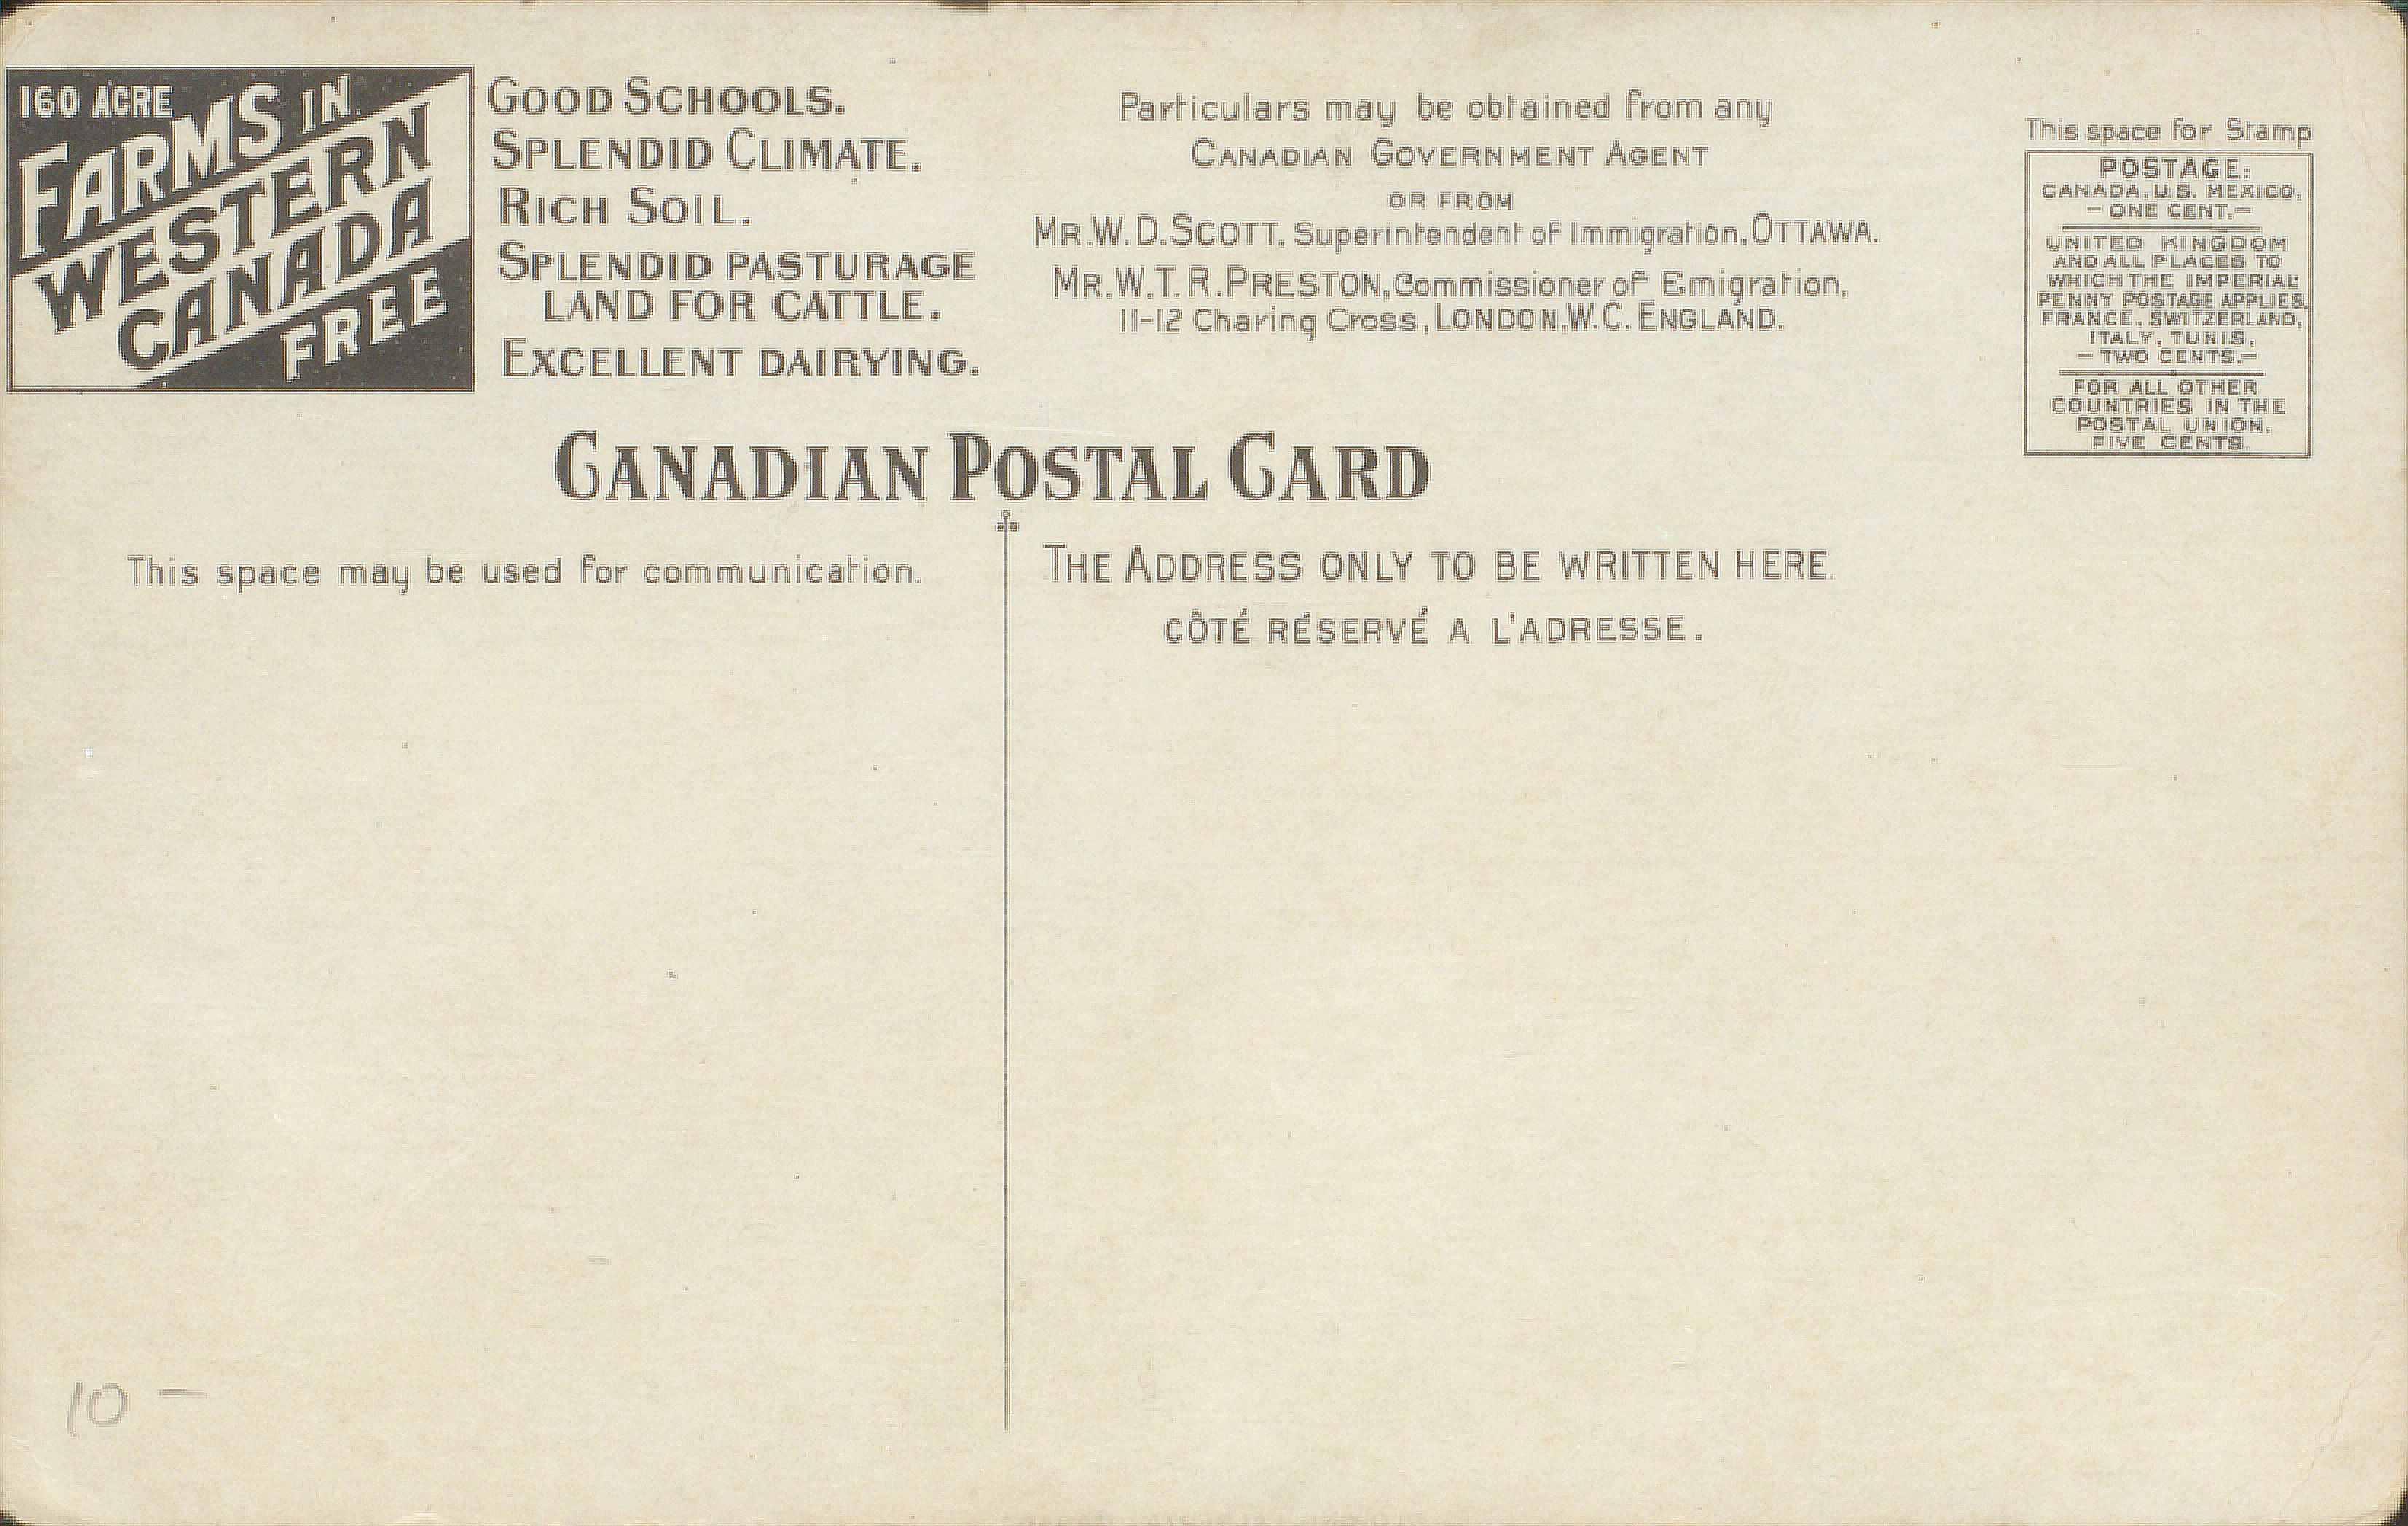 160 ACRE
FARMS IN
WESTERN
CANADA
FREE
GOOD SCHOOLS.
SPLENDID CLIMATE.
RICH SOIL.
SPLENDID PASTURAGE
LAND FOR CATTLE.
EXCELLENT DAIRYING.
Particulars may be obtained from any
CANADIAN GOVERNMENT AGENT
OR FROM
MR. W. D. SCOTT, Superintendent of Immigration, OTTAWA.
MR. W. T. R. PRESTON, Commissioner of Emigration,
11-12 Charing Cross, LONDON, W. C. ENGLAND.
This space for Stamp
POSTAGE:
CANADA, U.S. MEXICO,
- ONE CENT.-
UNITED KINGDOM
AND ALL PLACES TO
WHICH THE IMPERIAL
PENNY POSTAGE APPLIES,
FRANCE, SWITZERLAND,
ITALY, TUNIS,
- TWO CENTS.-
FOR ALL OTHER
COUNTRIES IN THE
POSTAL UNION,
FIVE CENTS.
CANADIAN POSTAL CARD
This space may be used for communication.
THE ADDRESS ONLY TO BE WRITTEN HERE.
CÔTÉ RÉSERVÉ A L'ADRESSE.
10 -